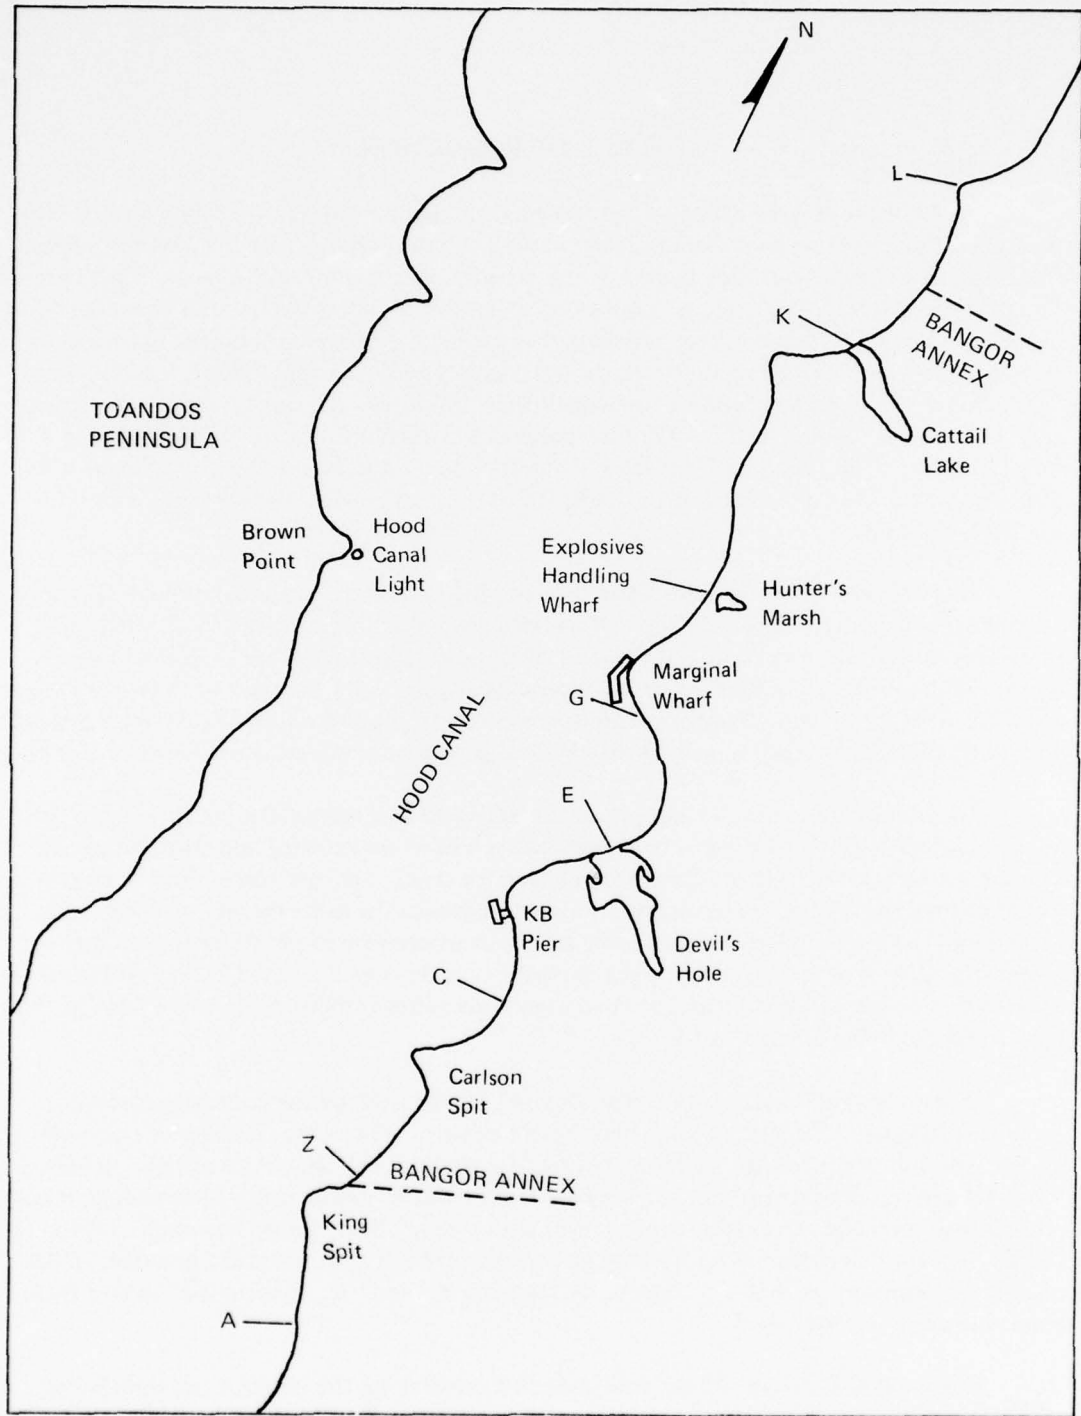 N
L
K
BANGOR
ANNEX
TOANDOS
PENINSULA
Cattail
Lake
Brown
Point
Hood
Canal
Light
Explosives
Handling
Wharf
Hunter's
Marsh
Marginal
Wharf
G
HOOD CANAL
E
KB
Pier
Devil's
Hole
C
Carlson
Spit
Z
BANGOR ANNEX
King
Spit
A